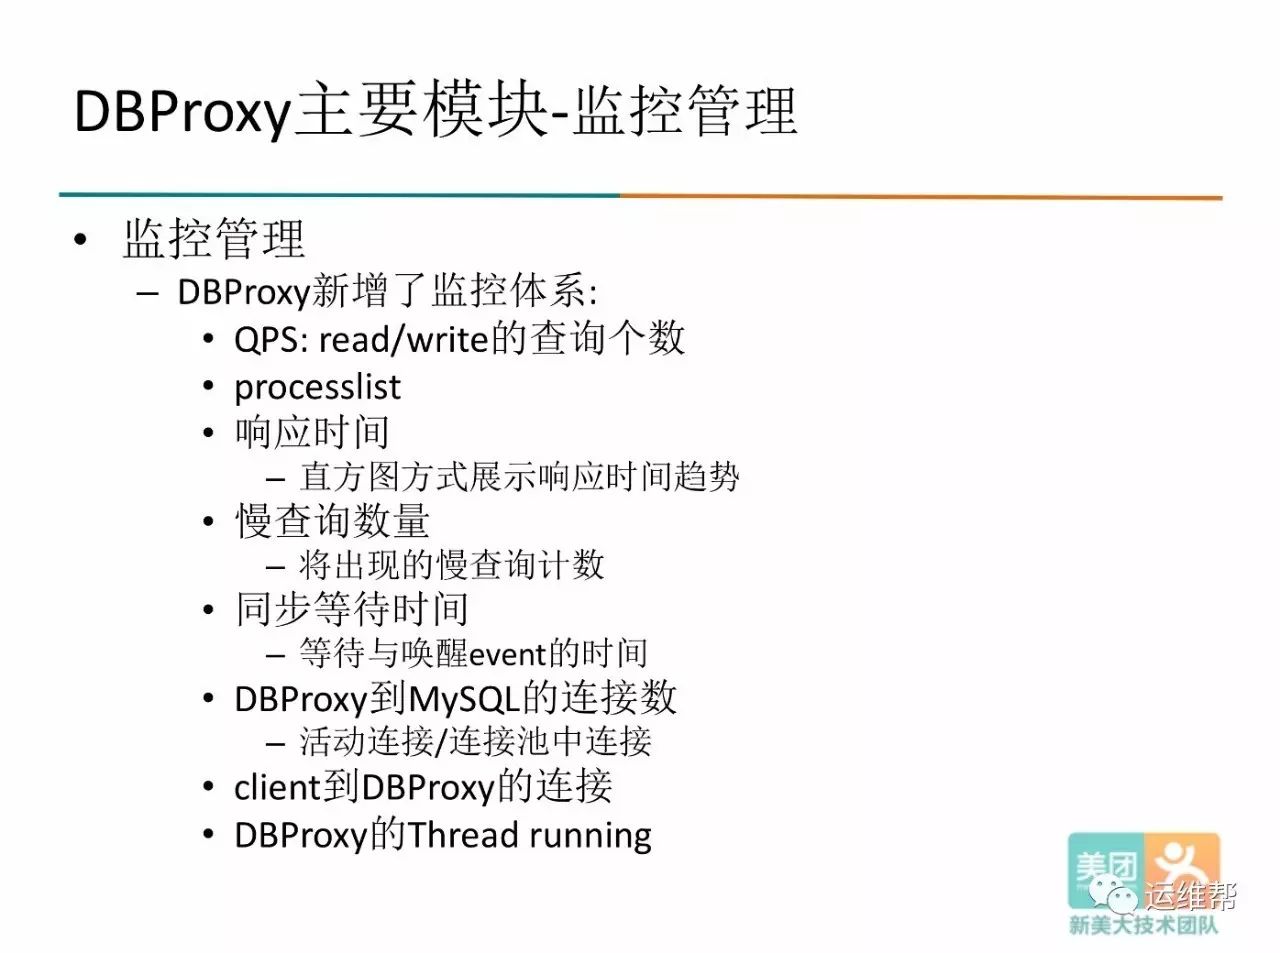 DBProxy主要模块-监控管理
• 监控管理
– DBProxy新增了监控体系:
• QPS: read/write的查询个数
• processlist
• 响应时间
– 直方图方式展示响应时间趋势
• 慢查询数量
– 将出现的慢查询计数
• 同步等待时间
– 等待与唤醒event的时间
• DBProxy到MySQL的连接数
– 活动连接/连接池中连接
• client到DBProxy的连接
• DBProxy的Thread running
美团
运维帮
新美大技术团队